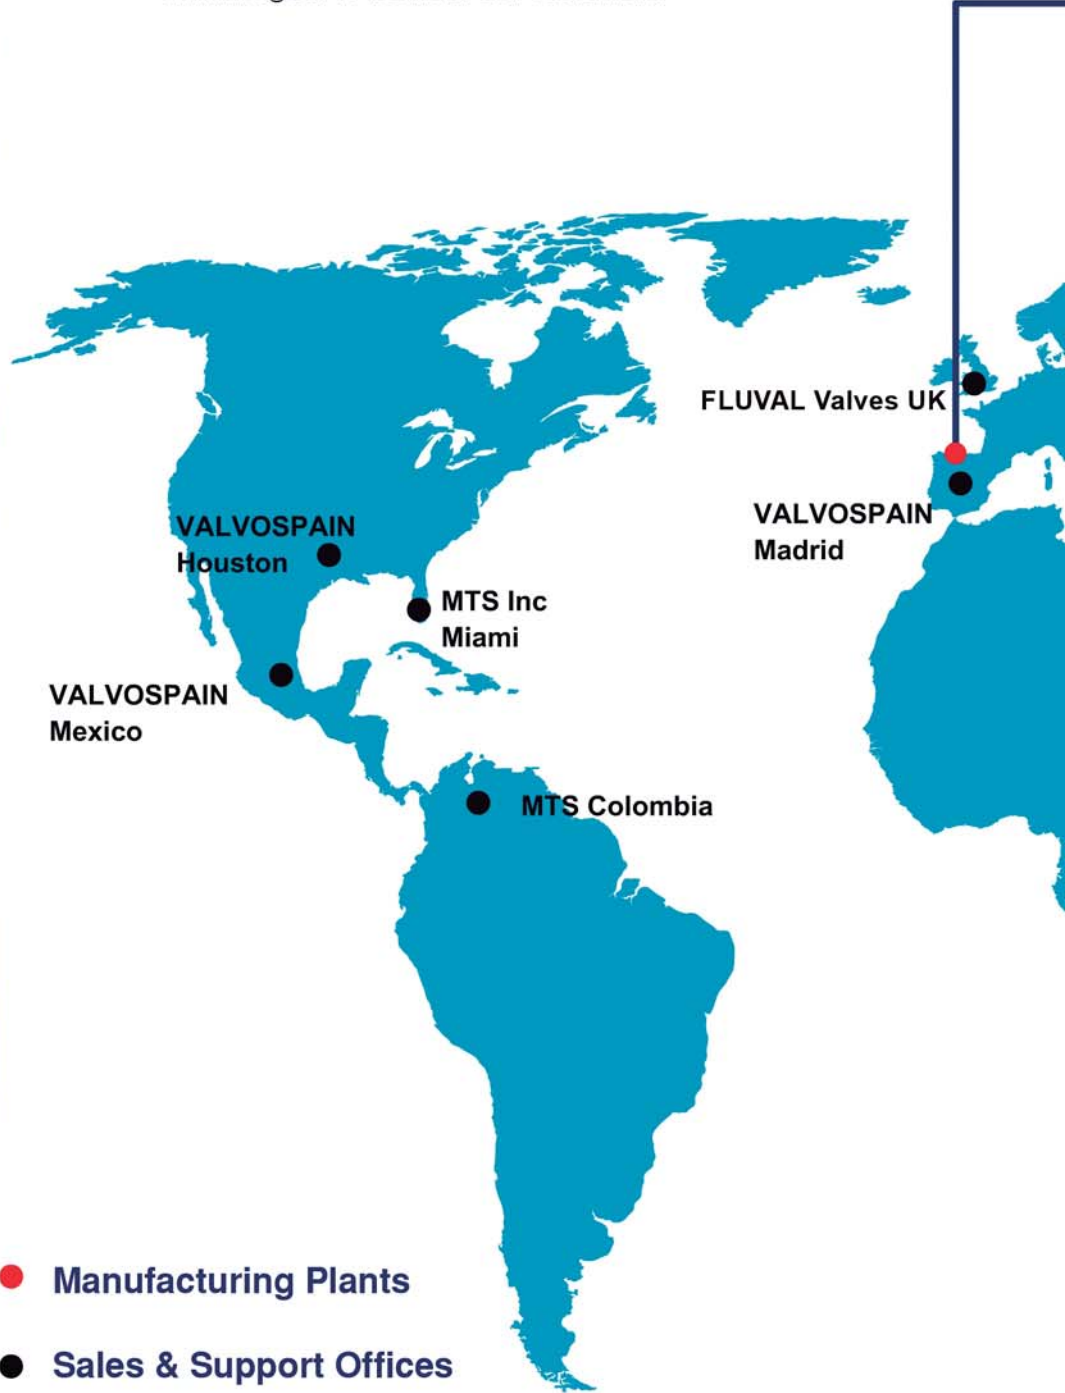 FLUVAL Valves UK
VALVOSPAIN
Madrid
VALVOSPAIN
Houston
MTS Inc
Miami
VALVOSPAIN
Mexico
MTS Colombia
Manufacturing Plants
Sales & Support Offices